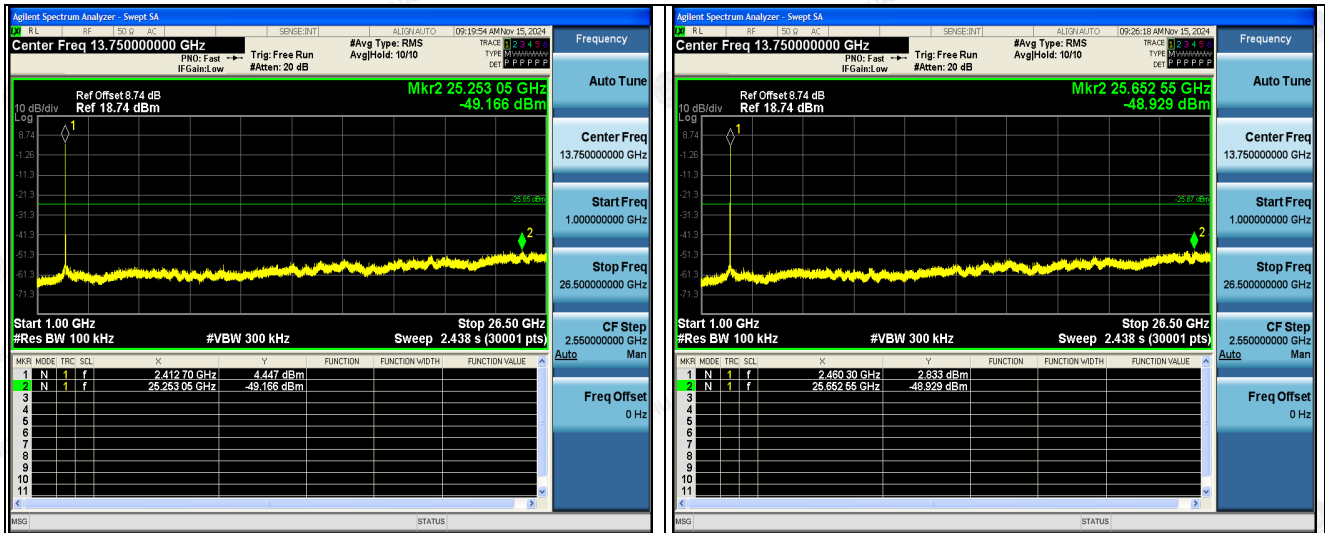 Agilent Spectrum Analyzer - Swept SA
LXI RL RF 50 Ω AC SENSE:INT ALIGN AUTO 09:19:54 AM Nov 15, 2024
Center Freq 13.750000000 GHz
PNO: Fast
IFGain:Low
Trig: Free Run
#Atten: 20 dB
#Avg Type: RMS
Avg|Hold: 10/10
TRACE 1 2 3 4 5 6
TYPE M W W W W W
DET P P P P P P
Mkr2 25.253 05 GHz
-49.166 dBm
Ref Offset 8.74 dB
10 dB/div Ref 18.74 dBm
Log
8.74
-1.26
-11.3
-21.3
-31.3
-41.3
-51.3
-61.3
-71.3
1
-25.85 dBm
2
Start 1.00 GHz Stop 26.50 GHz
#Res BW 100 kHz #VBW 300 kHz Sweep 2.438 s (30001 pts)
MKR MODE TRC SCL X Y FUNCTION FUNCTION WIDTH FUNCTION VALUE
1 N 1 f 2.412 70 GHz 4.447 dBm
2 N 1 f 25.253 05 GHz -49.166 dBm
3
4
5
6
7
8
9
10
11
MSG STATUS
Frequency
Auto Tune
Center Freq
13.750000000 GHz
Start Freq
1.000000000 GHz
Stop Freq
26.500000000 GHz
CF Step
2.550000000 GHz
Auto Man
Freq Offset
0 Hz
Agilent Spectrum Analyzer - Swept SA
LXI RL RF 50 Ω AC SENSE:INT ALIGN AUTO 09:26:18 AM Nov 15, 2024
Center Freq 13.750000000 GHz
PNO: Fast
IFGain:Low
Trig: Free Run
#Atten: 20 dB
#Avg Type: RMS
Avg|Hold: 10/10
TRACE 1 2 3 4 5 6
TYPE M W W W W W
DET P P P P P P
Mkr2 25.652 55 GHz
-48.929 dBm
Ref Offset 8.74 dB
10 dB/div Ref 18.74 dBm
Log
8.74
-1.26
-11.3
-21.3
-31.3
-41.3
-51.3
-61.3
-71.3
1
-25.87 dBm
2
Start 1.00 GHz Stop 26.50 GHz
#Res BW 100 kHz #VBW 300 kHz Sweep 2.438 s (30001 pts)
MKR MODE TRC SCL X Y FUNCTION FUNCTION WIDTH FUNCTION VALUE
1 N 1 f 2.460 30 GHz 2.833 dBm
2 N 1 f 25.652 55 GHz -48.929 dBm
3
4
5
6
7
8
9
10
11
MSG STATUS
Frequency
Auto Tune
Center Freq
13.750000000 GHz
Start Freq
1.000000000 GHz
Stop Freq
26.500000000 GHz
CF Step
2.550000000 GHz
Auto Man
Freq Offset
0 Hz